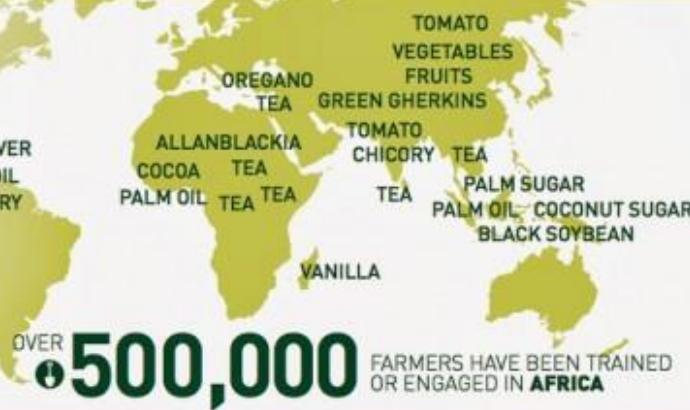 TOMATO
VEGETABLES
FRUITS
OREGANO
TEA
GREEN GHERKINS
TOMATO
CHICORY TEA
ALLANBLACKIA
COCOA TEA
PALM OIL TEA TEA
TEA
PALM SUGAR
PALM OIL COCONUT SUGAR
BLACK SOYBEAN
VANILLA
OVER
500,000
FARMERS HAVE BEEN TRAINED
OR ENGAGED IN AFRICA